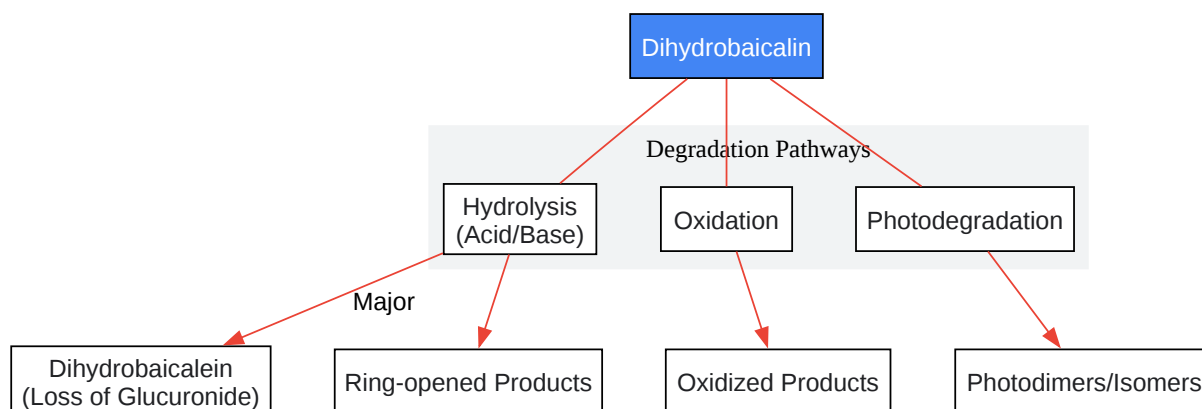 Dihydrobaicalin
Degradation Pathways
Hydrolysis
(Acid/Base)
Oxidation
Photodegradation
Major
Dihydrobaicalein
(Loss of Glucuronide)
Ring-opened Products
Oxidized Products
Photodimers/Isomers